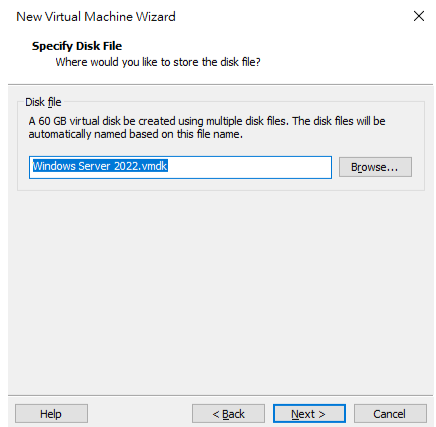 New Virtual Machine Wizard
Specify Disk File
Where would you like to store the disk file?
Disk file
A 60 GB virtual disk be created using multiple disk files. The disk files will be
automatically named based on this file name.
Windows Server 2022.vmdk
Browse...
Help
< Back
Next >
Cancel